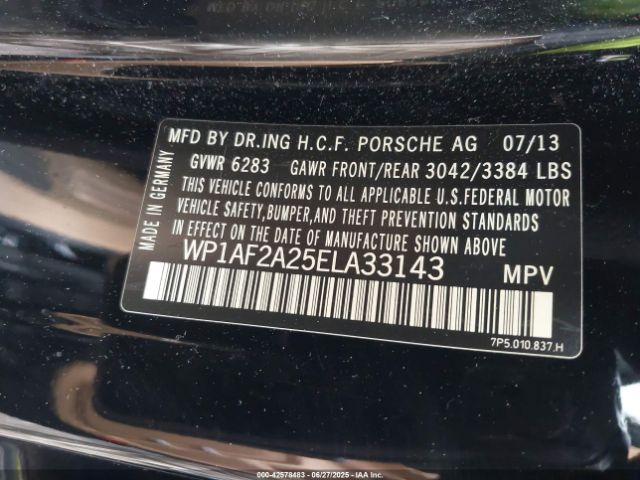 MFD BY DR.ING H.C.F. PORSCHE AG 07/13
GVWR 6283 GAWR FRONT/REAR 3042/3384 LBS
THIS VEHICLE CONFORMS TO ALL APPLICABLE U.S.FEDERAL MOTOR
VEHICLE SAFETY,BUMPER,AND THEFT PREVENTION STANDARDS
IN EFFECT ON THE DATE OF MANUFACTURE SHOWN ABOVE
WP1AF2A25ELA33143 MPV
7P5.010.837.H
MADE IN GERMANY
000-42578483 - 06/27/2025 - IAA Inc.